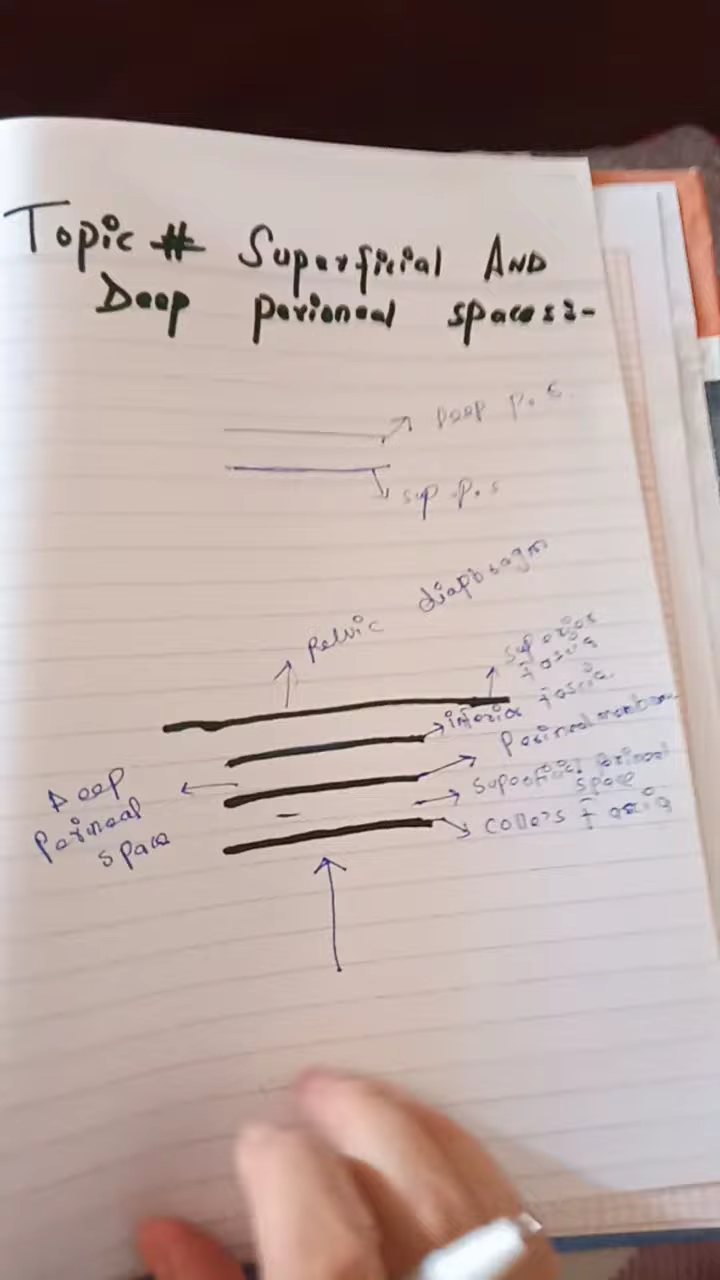 Topic # Superficial AND
Deep perineal spaces:-
Deep p. s.
sup .p. s
Pelvic diaphragm
superior
fascia
inferior fascia
Perineal membrane
superficial perineal
space
colle's fascia
Deep
Perineal
space